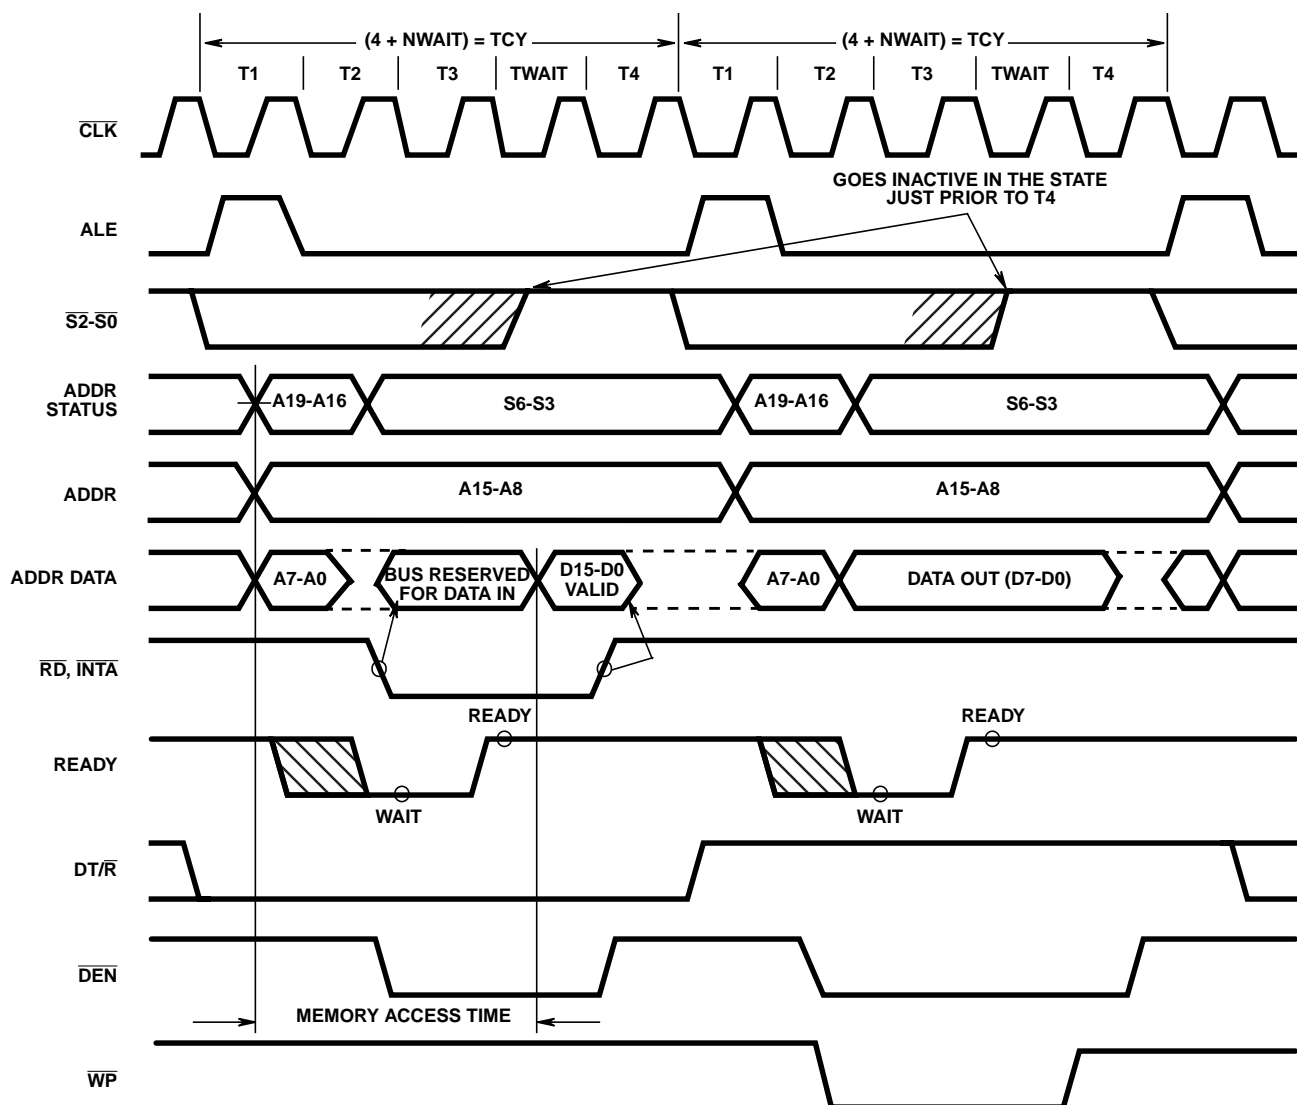 (4 + NWAIT) = TCY (4 + NWAIT) = TCY
T1 T2 T3 TWAIT T4 T1 T2 T3 TWAIT T4
CLK
GOES INACTIVE IN THE STATE
JUST PRIOR TO T4
ALE
S2-S0
ADDR
STATUS
A19-A16 S6-S3 A19-A16 S6-S3
ADDR A15-A8 A15-A8
ADDR DATA A7-A0
BUS RESERVED
FOR DATA IN
D15-D0
VALID
A7-A0 DATA OUT (D7-D0)
RD, INTA
READY READY
READY
WAIT WAIT
DT/R
DEN
MEMORY ACCESS TIME
WP